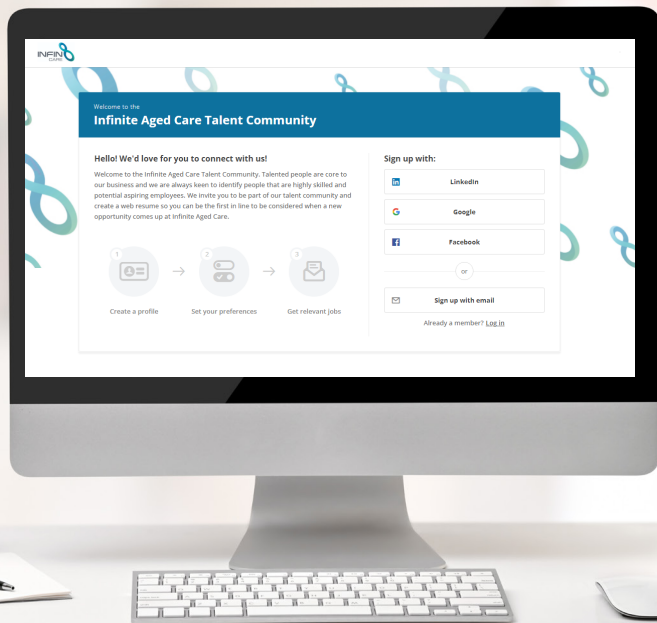 INFIN8
CARE
Welcome to the
Infinite Aged Care Talent Community
Hello! We'd love for you to connect with us!
Welcome to the Infinite Aged Care Talent Community. Talented people are core to
our business and we are always keen to identify people that are highly skilled and
potential aspiring employees. We invite you to be part of our talent community and
create a web resume so you can be the first in line to be considered when a new
opportunity comes up at Infinite Aged Care.
1
2
3
Create a profile
Set your preferences
Get relevant jobs
Sign up with:
LinkedIn
Google
Facebook
or
Sign up with email
Already a member? Log in